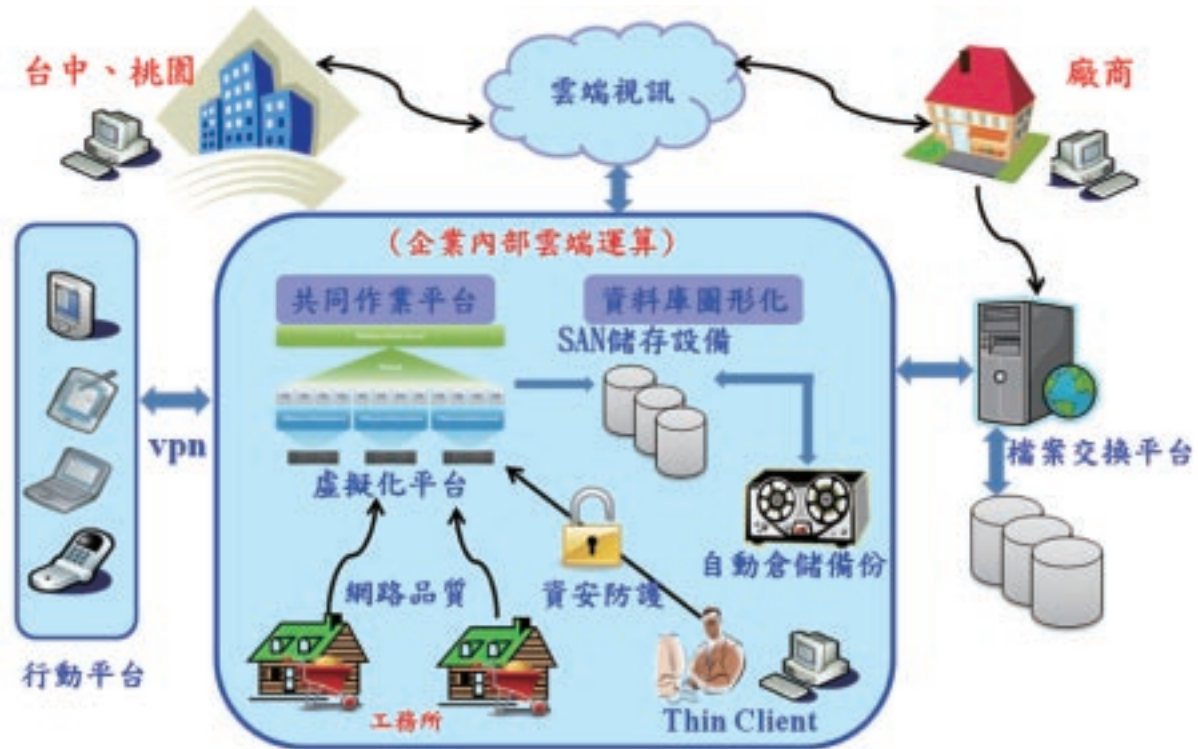 台中、桃園
雲端視訊
廠商
(企業內部雲端運算)
共同作業平台
資料庫圖形化
SAN儲存設備
vpn
虛擬化平台
檔案交換平台
自動倉儲備份
網路品質
資安防護
行動平台
工務所
Thin Client